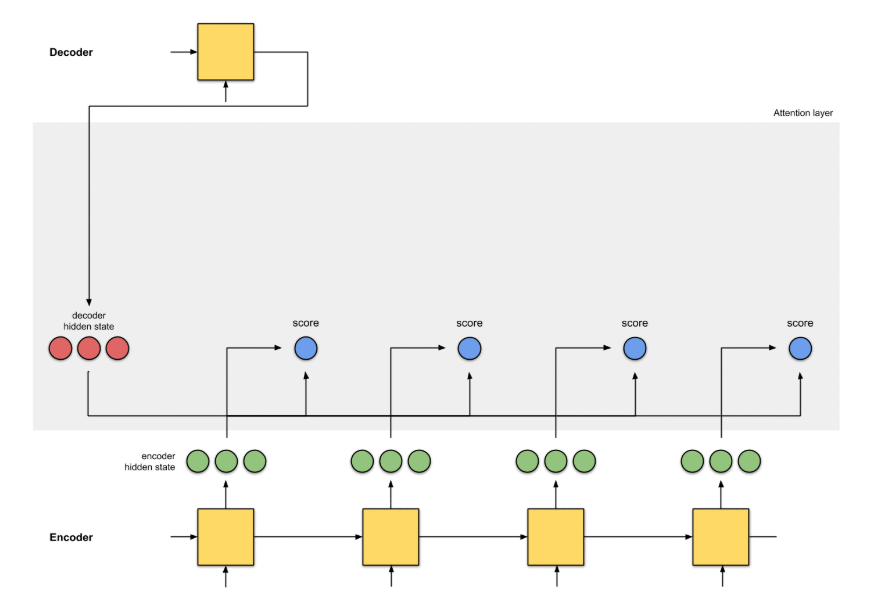 Decoder
Attention layer
decoder
hidden state
score
score
score
score
encoder
hidden state
Encoder